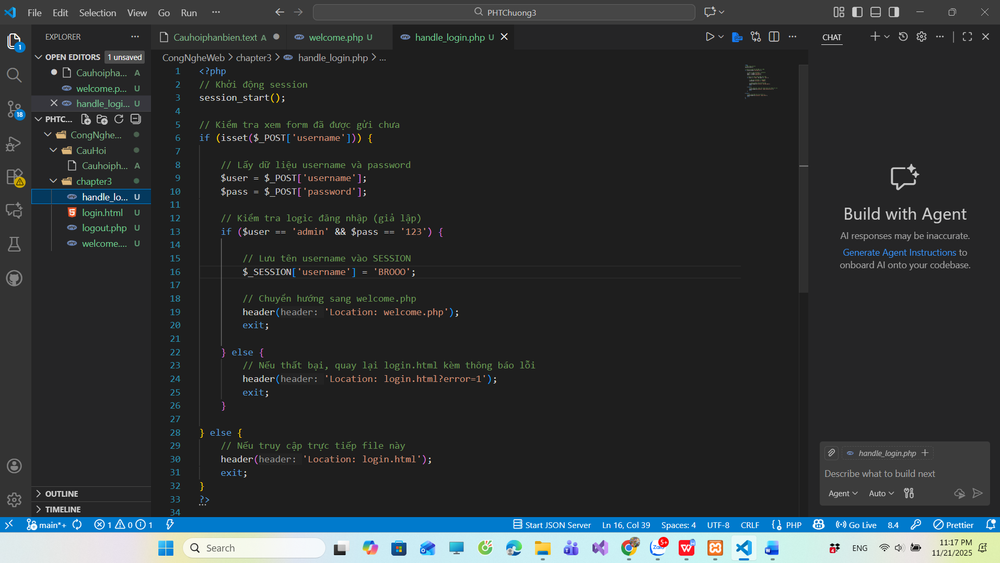 File Edit Selection View Go Run ···
PHTChuong3
EXPLORER ···
OPEN EDITORS 1 unsaved
Cauhoipha... A
welcome.p... U
handle_logi... U
PHTC...
CongNghe...
CauHoi
Cauhoiph... A
chapter3
handle_lo... U
login.html U
logout.php U
welcome.... U
OUTLINE
TIMELINE
Cauhoiphanbien.text A
welcome.php U
handle_login.php U
CongNgheWeb > chapter3 > handle_login.php > ...
1 <?php
2 // Khởi động session
3 session_start();
4
5 // Kiểm tra xem form đã được gửi chưa
6 if (isset($_POST['username'])) {
7
8 // Lấy dữ liệu username và password
9 $user = $_POST['username'];
10 $pass = $_POST['password'];
11
12 // Kiểm tra logic đăng nhập (giả lập)
13 if ($user == 'admin' && $pass == '123') {
14
15 // Lưu tên username vào SESSION
16 $_SESSION['username'] = 'BROOO';
17
18 // Chuyển hướng sang welcome.php
19 header(header: 'Location: welcome.php');
20 exit;
21
22 } else {
23 // Nếu thất bại, quay lại login.html kèm thông báo lỗi
24 header(header: 'Location: login.html?error=1');
25 exit;
26 }
27
28 } else {
29 // Nếu truy cập trực tiếp file này
30 header(header: 'Location: login.html');
31 exit;
32 }
33 ?>
34
CHAT
Build with Agent
AI responses may be inaccurate.
Generate Agent Instructions to
onboard AI onto your codebase.
handle_login.php
Describe what to build next
Agent Auto
1
18
main*+ 1 0 1
Start JSON Server Ln 16, Col 39 Spaces: 4 UTF-8 CRLF PHP Go Live 8.4 Prettier
Search
Zalo 5+
4 ENG
11:17 PM
11/21/2025